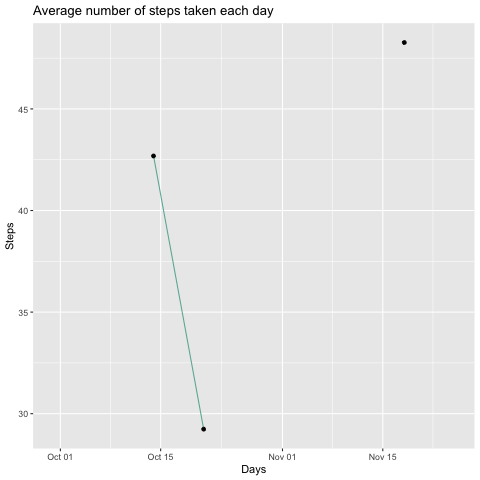 Average number of steps taken each day
45
40
35
30
Steps
Oct 01
Oct 15
Nov 01
Nov 15
Days